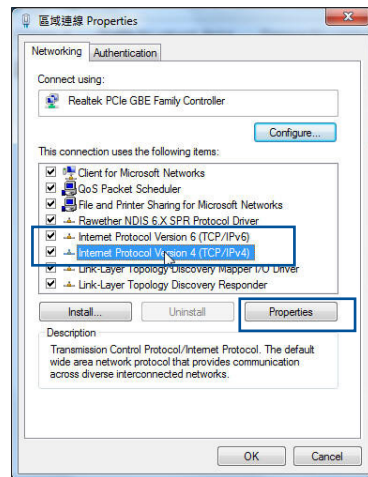 區域連線 Properties
Networking
Authentication
Connect using:
Realtek PCIe GBE Family Controller
Configure...
This connection uses the following items:
Client for Microsoft Networks
QoS Packet Scheduler
File and Printer Sharing for Microsoft Networks
Rawether NDIS 6.X SPR Protocol Driver
Internet Protocol Version 6 (TCP/IPv6)
Internet Protocol Version 4 (TCP/IPv4)
Link-Layer Topology Discovery Mapper I/O Driver
Link-Layer Topology Discovery Responder
Install...
Uninstall
Properties
Description
Transmission Control Protocol/Internet Protocol. The default
wide area network protocol that provides communication
across diverse interconnected networks.
OK
Cancel